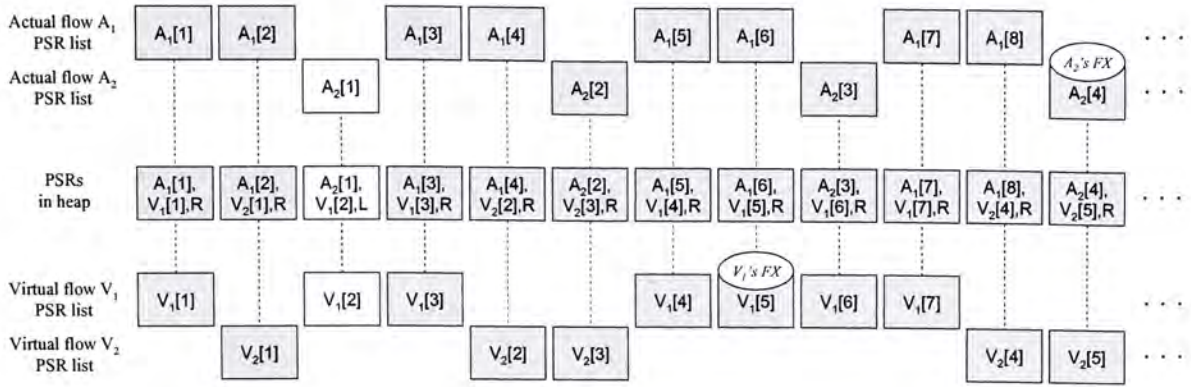 Actual flow A₁
PSR list
A₁[1] A₁[2] A₁[3] A₁[4] A₁[5] A₁[6] A₁[7] A₁[8] · · ·
Actual flow A₂
PSR list
A₂[1] A₂[2] A₂[3] A₂'s FX A₂[4] · · ·
PSRs
in heap
A₁[1], A₁[2], A₂[1], A₁[3], A₁[4], A₂[2], A₁[5], A₁[6], A₂[3], A₁[7], A₁[8], A₂[4],
V₁[1],R V₂[1],R V₁[2],L V₁[3],R V₂[2],R V₂[3],R V₁[4],R V₁[5],R V₁[6],R V₁[7],R V₂[4],R V₂[5],R · · ·
Virtual flow V₁
PSR list
V₁'s FX
V₁[1] V₁[2] V₁[3] V₁[4] V₁[5] V₁[6] V₁[7] · · ·
Virtual flow V₂
PSR list
V₂[1] V₂[2] V₂[3] V₂[4] V₂[5] · · ·